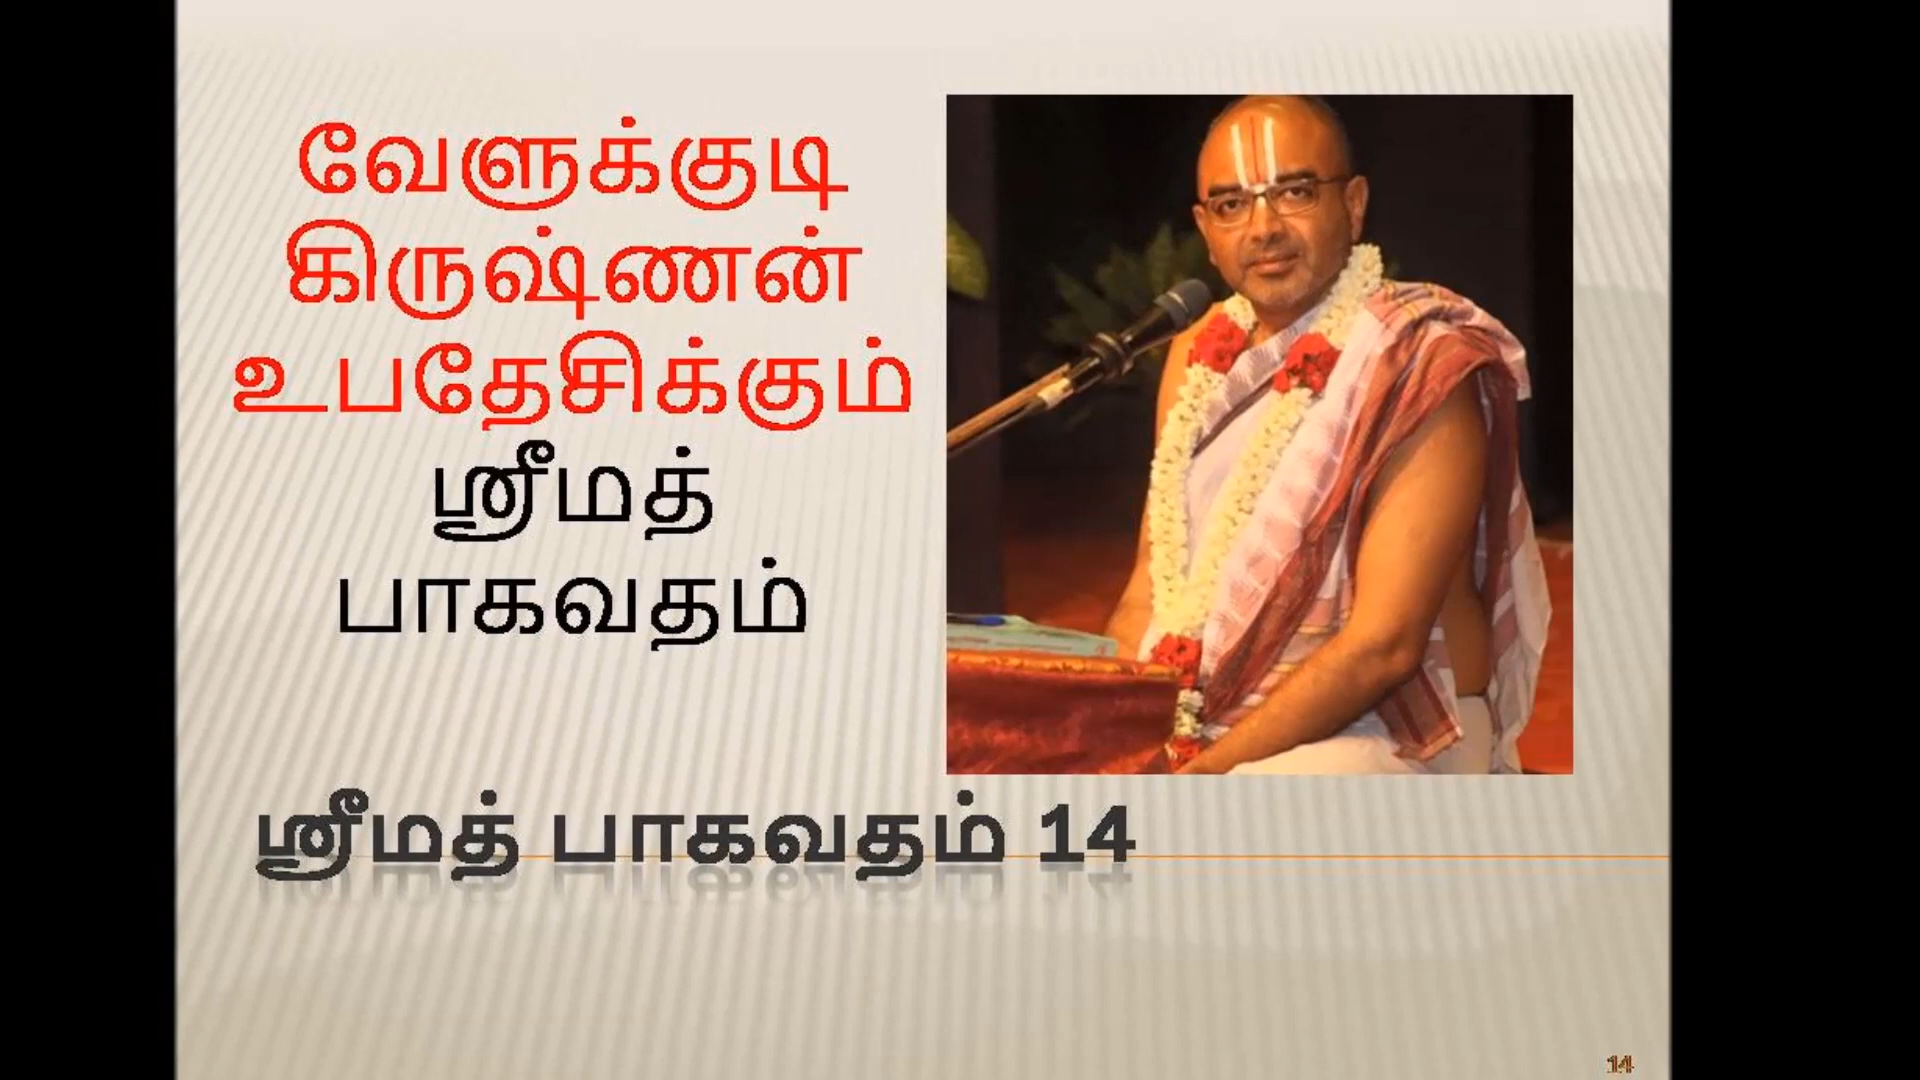 வேளுக்குடி
கிருஷ்ணன்
உபதேசிக்கும்
ஸ்ரீமத்
பாகவதம்
ஸ்ரீமத் பாகவதம் 14
14